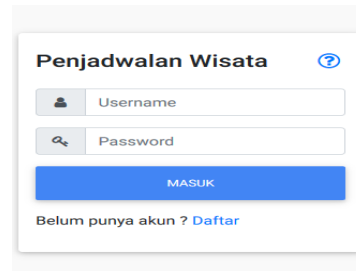 Penjadwalan Wisata ?
Username
Password
MASUK
Belum punya akun ? Daftar